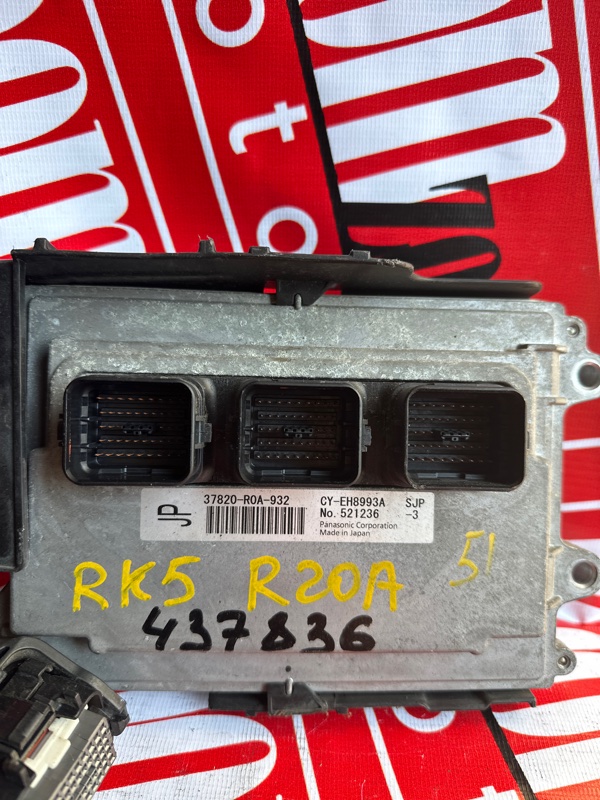 JP
37820-R0A-932 CY-EH8993A SJP
No. 521236 -3
Panasonic Corporation
Made in Japan
RK5 R20A 51
437836